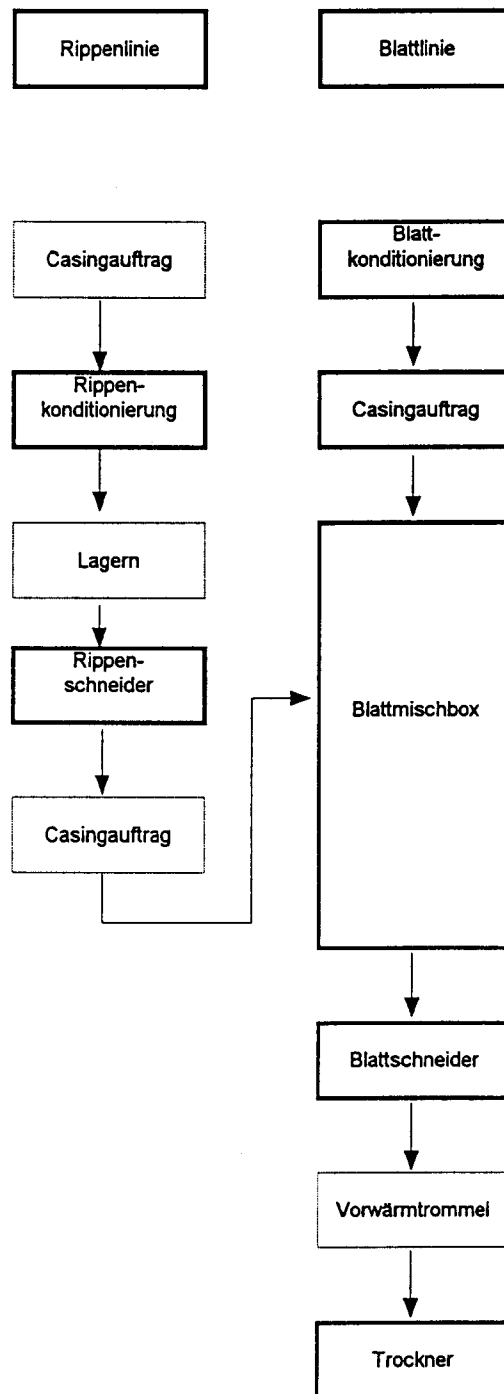 Rippenlinie
Blattlinie
Casingauftrag
Rippen-
konditionierung
Lagern
Rippen-
schneider
Casingauftrag
Blatt-
konditionierung
Casingauftrag
Blattmischbox
Blattschneider
Vorwärmtrommel
Trockner